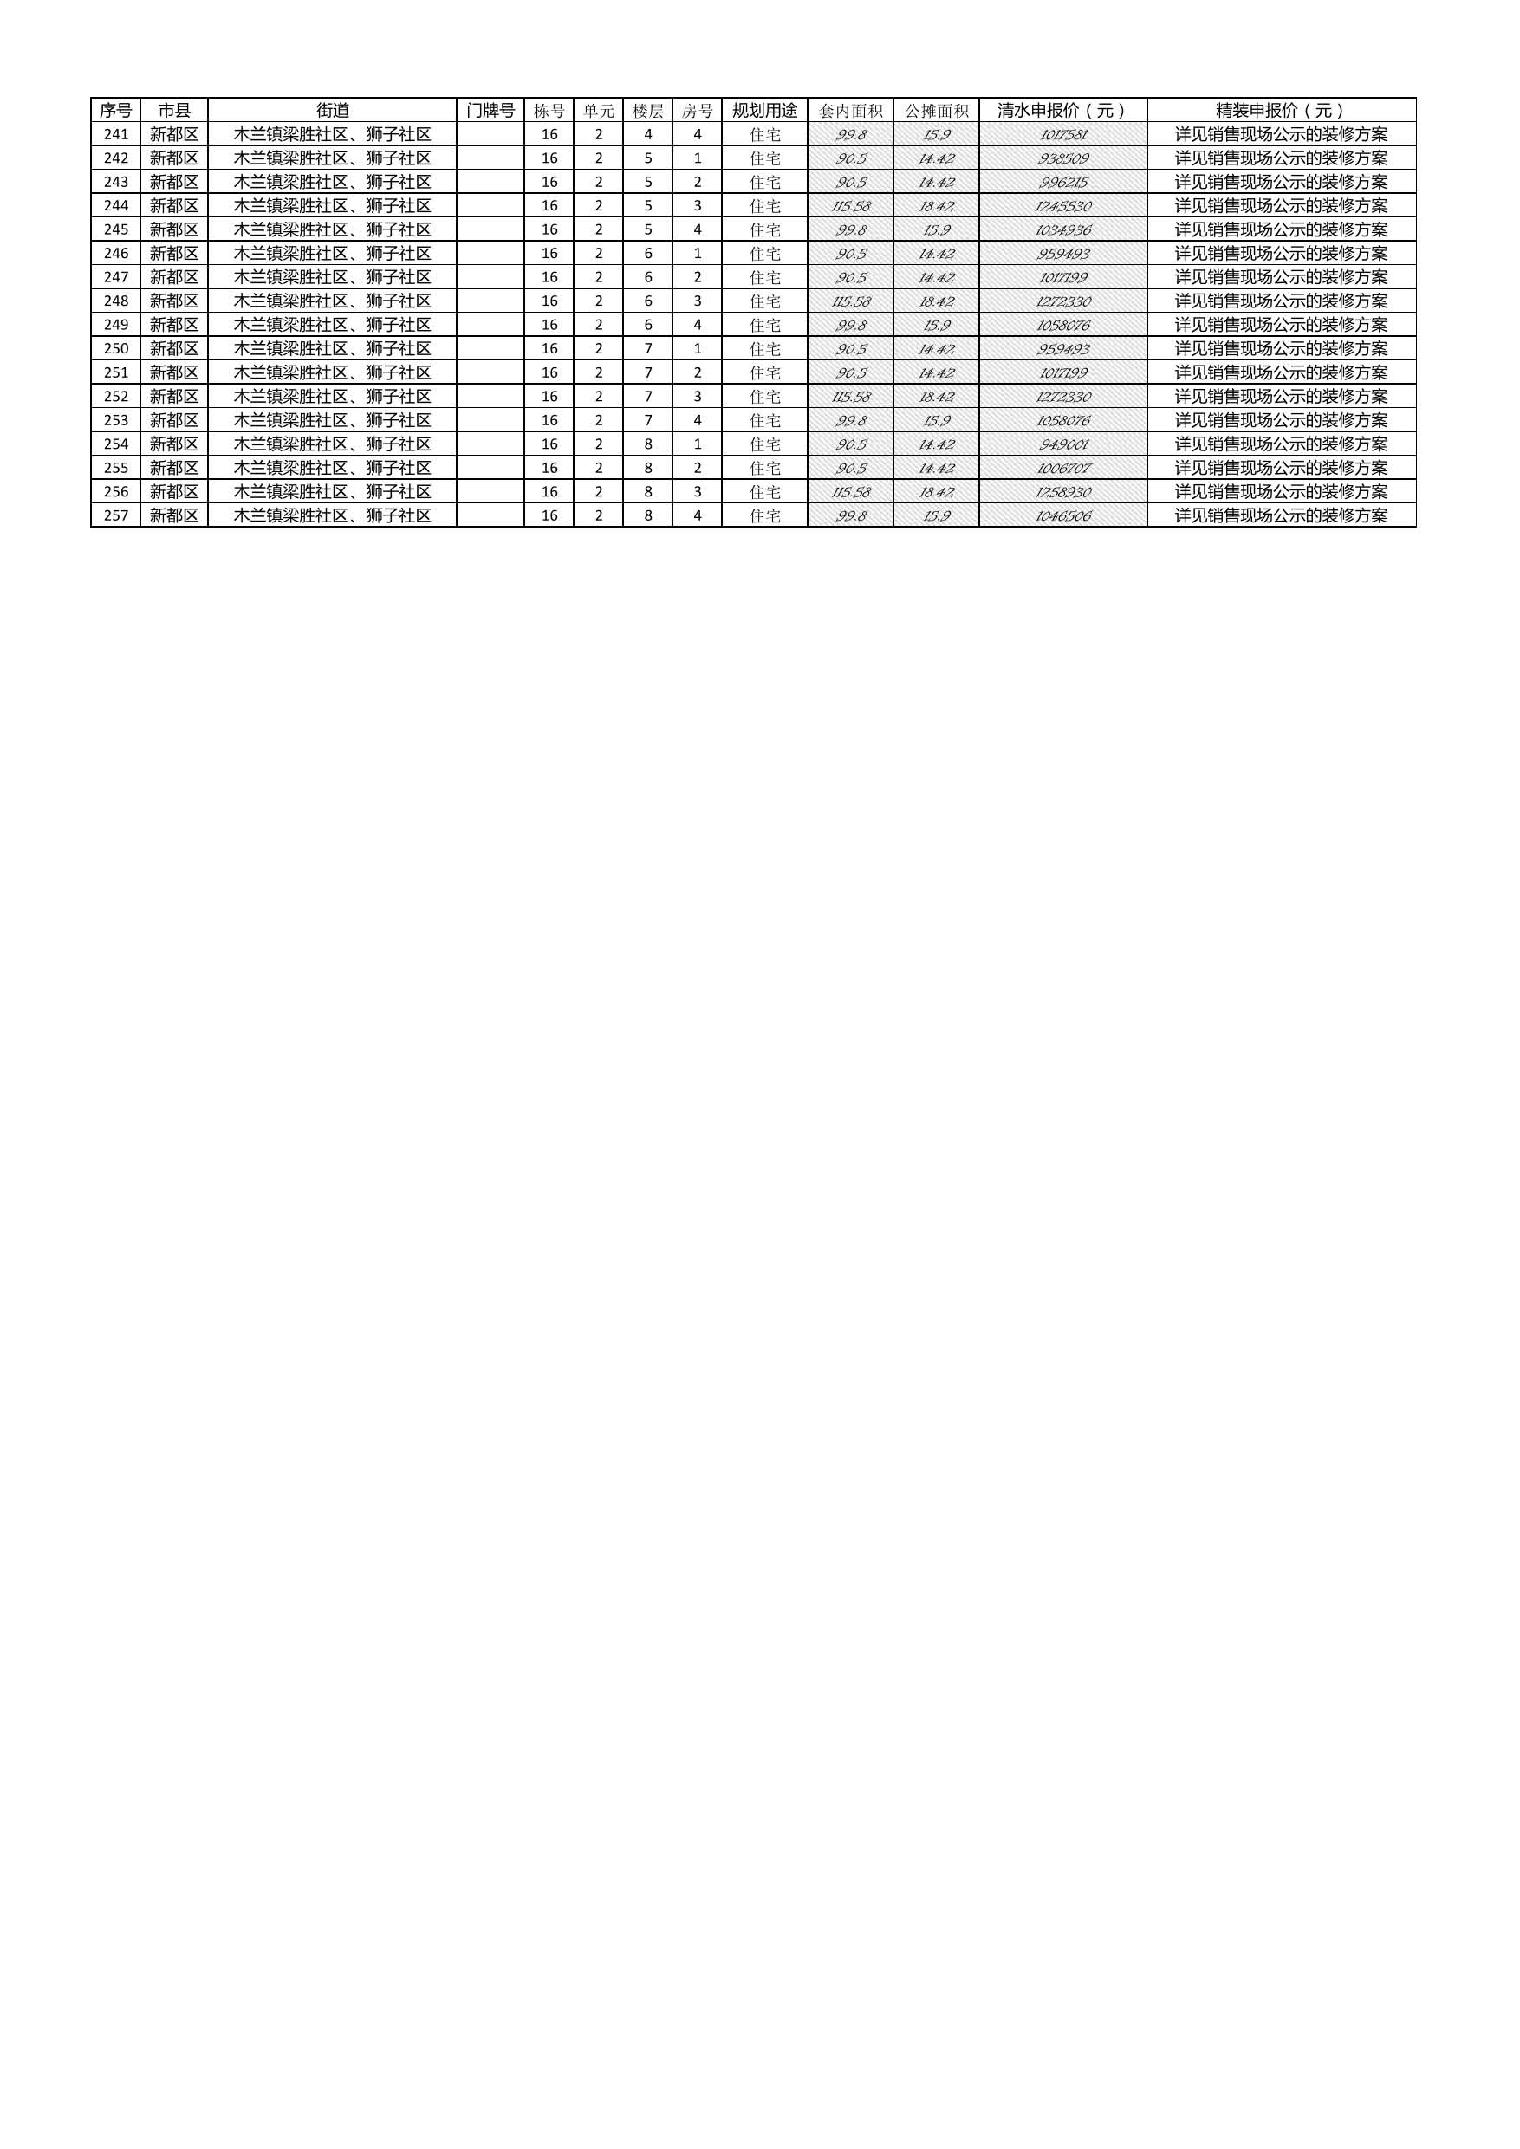 序号 市县 街道 门牌号 栋号 单元 楼层 房号 规划用途 套内面积 公摊面积 清水申报价（元） 精装申报价（元）
241 新都区 木兰镇梁胜社区、狮子社区 16 2 4 4 住宅 99.8 15.9 1017581 详见销售现场公示的装修方案
242 新都区 木兰镇梁胜社区、狮子社区 16 2 5 1 住宅 90.5 14.42 938509 详见销售现场公示的装修方案
243 新都区 木兰镇梁胜社区、狮子社区 16 2 5 2 住宅 90.5 14.42 996215 详见销售现场公示的装修方案
244 新都区 木兰镇梁胜社区、狮子社区 16 2 5 3 住宅 115.58 18.42 1245530 详见销售现场公示的装修方案
245 新都区 木兰镇梁胜社区、狮子社区 16 2 5 4 住宅 99.8 15.9 1034936 详见销售现场公示的装修方案
246 新都区 木兰镇梁胜社区、狮子社区 16 2 6 1 住宅 90.5 14.42 959493 详见销售现场公示的装修方案
247 新都区 木兰镇梁胜社区、狮子社区 16 2 6 2 住宅 90.5 14.42 1017199 详见销售现场公示的装修方案
248 新都区 木兰镇梁胜社区、狮子社区 16 2 6 3 住宅 115.58 18.42 1272330 详见销售现场公示的装修方案
249 新都区 木兰镇梁胜社区、狮子社区 16 2 6 4 住宅 99.8 15.9 1058076 详见销售现场公示的装修方案
250 新都区 木兰镇梁胜社区、狮子社区 16 2 7 1 住宅 90.5 14.42 959493 详见销售现场公示的装修方案
251 新都区 木兰镇梁胜社区、狮子社区 16 2 7 2 住宅 90.5 14.42 1017199 详见销售现场公示的装修方案
252 新都区 木兰镇梁胜社区、狮子社区 16 2 7 3 住宅 115.58 18.42 1272330 详见销售现场公示的装修方案
253 新都区 木兰镇梁胜社区、狮子社区 16 2 7 4 住宅 99.8 15.9 1058076 详见销售现场公示的装修方案
254 新都区 木兰镇梁胜社区、狮子社区 16 2 8 1 住宅 90.5 14.42 949001 详见销售现场公示的装修方案
255 新都区 木兰镇梁胜社区、狮子社区 16 2 8 2 住宅 90.5 14.42 1006707 详见销售现场公示的装修方案
256 新都区 木兰镇梁胜社区、狮子社区 16 2 8 3 住宅 115.58 18.42 1258930 详见销售现场公示的装修方案
257 新都区 木兰镇梁胜社区、狮子社区 16 2 8 4 住宅 99.8 15.9 1046506 详见销售现场公示的装修方案